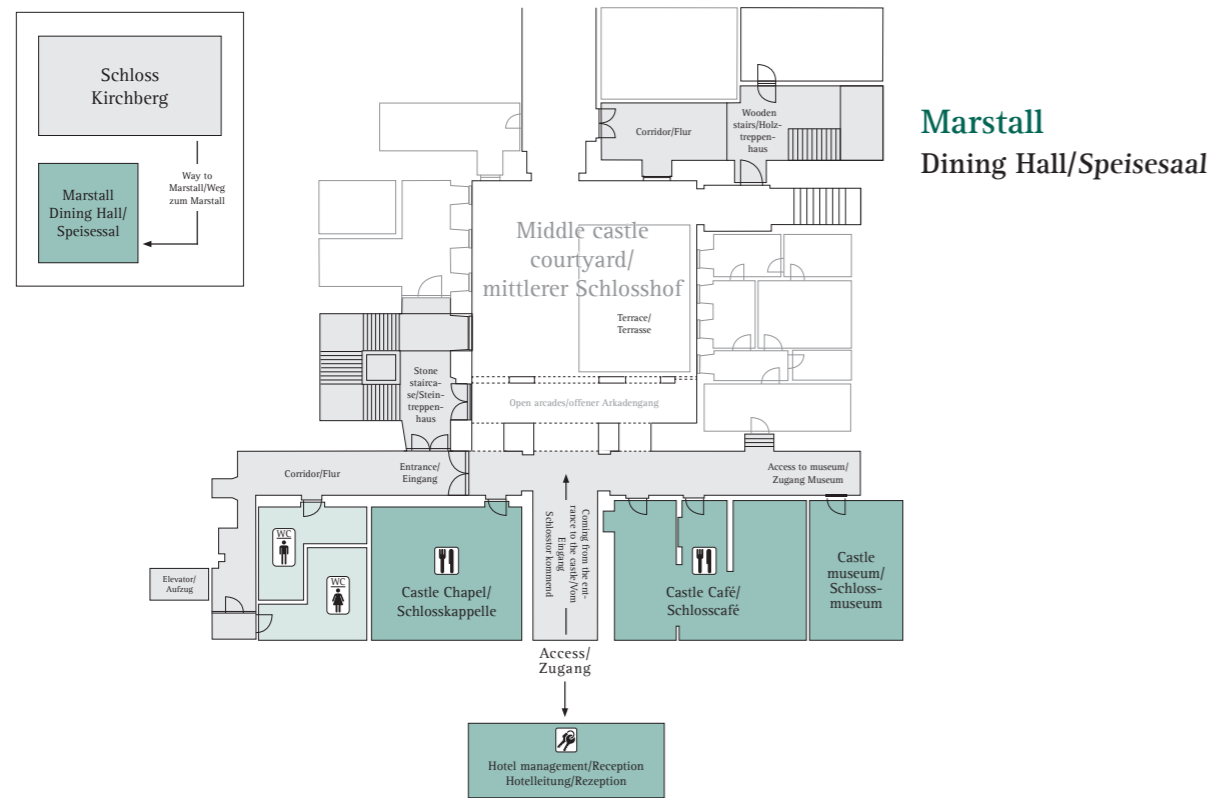 Schloss
Kirchberg
Marstall
Dining Hall/
Speisessal
Way to
Marstall/Weg
zum Marstall
Marstall
Dining Hall/Speisesaal
Corridor/Flur
Wooden
stairs/Holz-
treppen-
haus
Middle castle
courtyard/
mittlerer Schlosshof
Terrace/
Terrasse
Stone
stairca-
se/Stein-
treppen-
haus
Open arcades/offener Arkadengang
Corridor/Flur
Entrance/
Eingang
Access to museum/
Zugang Museum
Coming from the ent-
rance to the castle/Vom
Eingang
Schlosstor kommend
WC
WC
Elevator/
Aufzug
Castle Chapel/
Schlosskappelle
Castle Café/
Schlosscafé
Castle
museum/
Schloss-
museum
Access/
Zugang
Hotel management/Reception
Hotelleitung/Rezeption